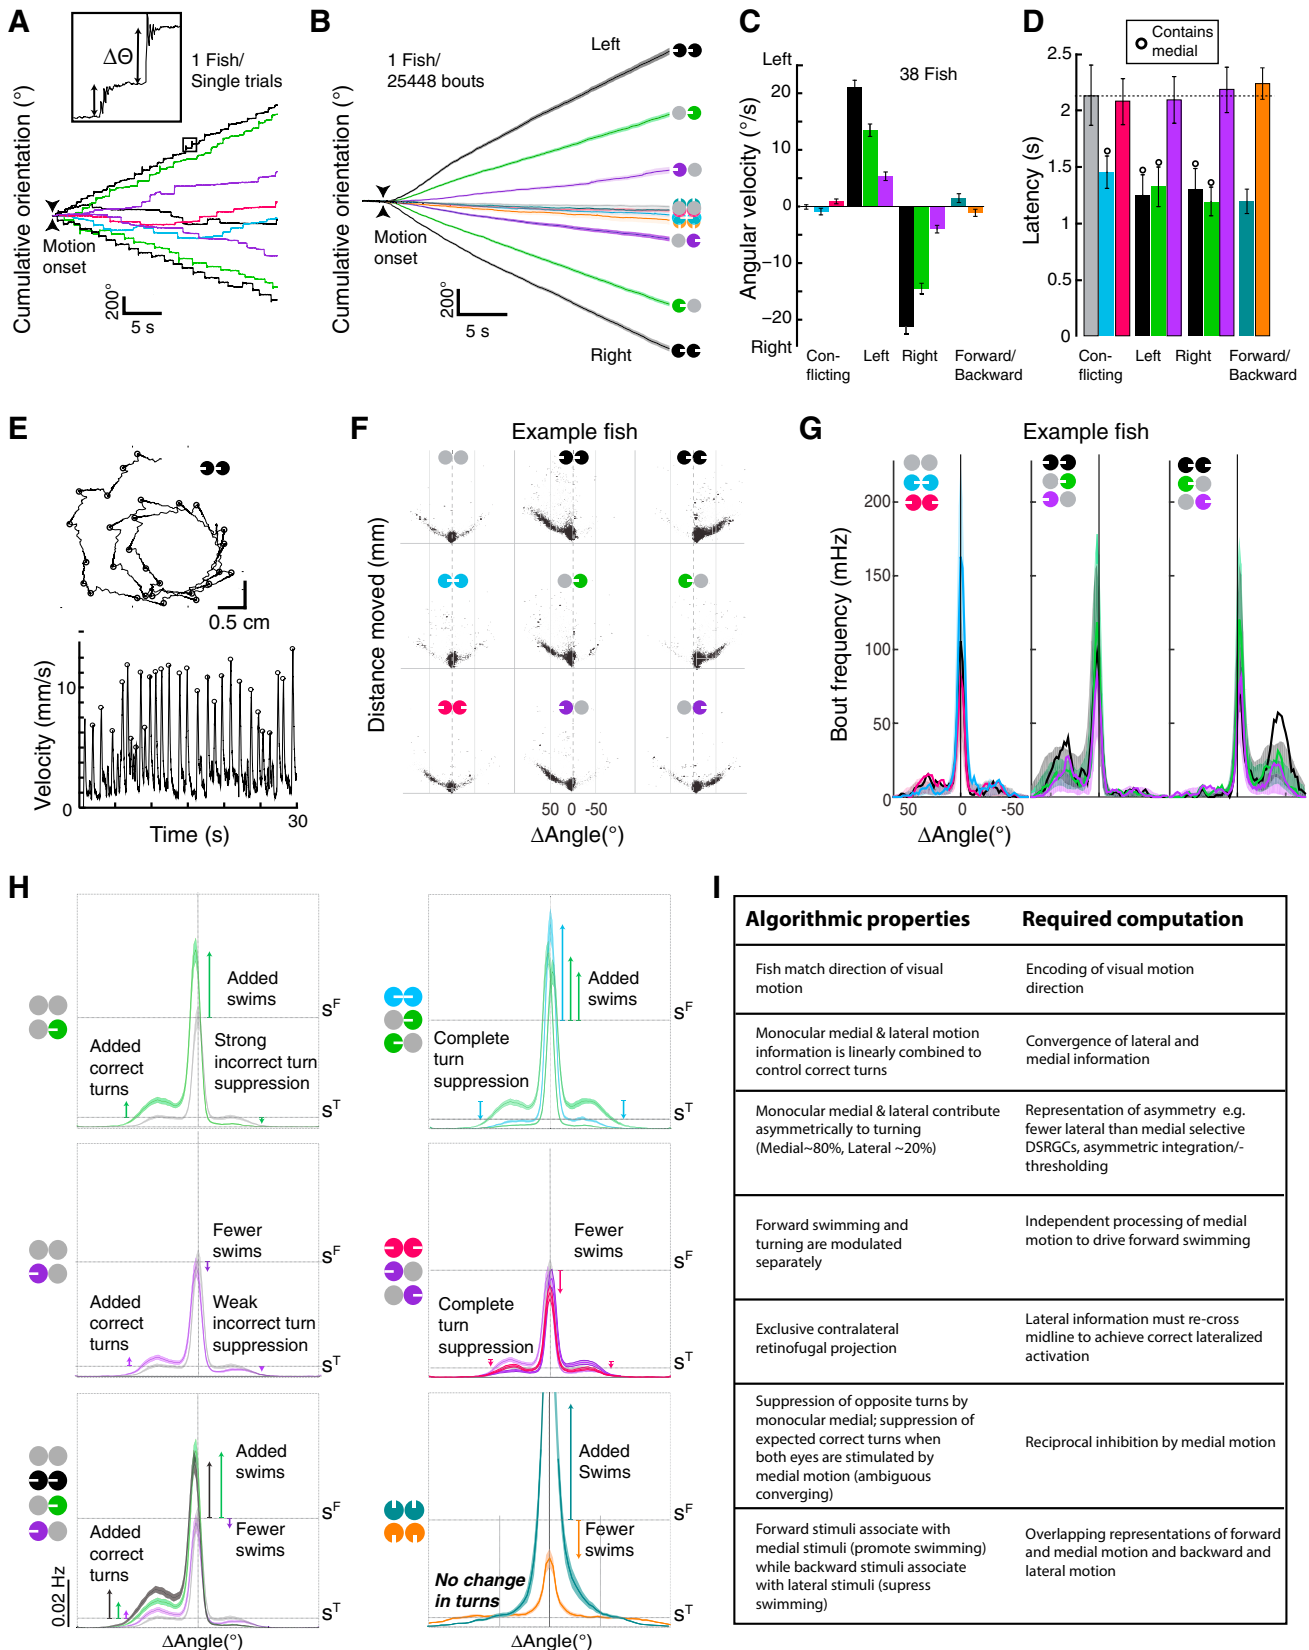 A
ΔΘ
1 Fish/
Single trials
Cumulative orientation (°)
Motion
onset
200°
5 s
B
1 Fish/
25448 bouts
Left
Cumulative orientation (°)
Motion
onset
200°
5 s
Right
C
Left
38 Fish
20
10
0
−10
−20
Right
Angular velocity (°/s)
Con-
flicting
Left
Right
Forward/
Backward
D
Contains
medial
2.5
2
1.5
1
0.5
0
Latency (s)
Con-
flicting
Left
Right
Forward/
Backward
E
0.5 cm
Velocity (mm/s)
10
0
30
Time (s)
F
Example fish
Distance moved (mm)
50 0 -50
ΔAngle(°)
G
Example fish
Bout frequency (mHz)
200
150
100
50
0
50 0 -50
ΔAngle(°)
H
Added
swims
Added
correct
turns
Strong
incorrect turn
suppression
S^F
S^T
Added
swims
Complete
turn
suppression
S^F
S^T
Fewer
swims
Added
correct
turns
Weak
incorrect turn
suppression
S^F
S^T
Fewer
swims
Complete
turn
suppression
S^F
S^T
Added
swims
Fewer
swims
Added
correct
turns
S^F
S^T
0.02 Hz
ΔAngle(°)
Added
Swims
Fewer
swims
No change
in turns
S^F
S^T
ΔAngle(°)
I
Algorithmic properties
Required computation
Fish match direction of visual
motion
Encoding of visual motion
direction
Monocular medial & lateral motion
information is linearly combined to
control correct turns
Convergence of lateral and
medial information
Monocular medial & lateral contribute
asymmetrically to turning
(Medial~80%, Lateral ~20%)
Representation of asymmetry e.g.
fewer lateral than medial selective
DSRGCs, asymmetric integration/-
thresholding
Forward swimming and
turning are modulated
separately
Independent processing of medial
motion to drive forward swimming
Exclusive contralateral
retinofugal projection
Lateral information must re-cross
midline to achieve correct lateralized
activation
Suppression of opposite turns by
monocular medial; suppression of
expected correct turns when
both eyes are stimulated by
medial motion (ambiguous
converging)
Reciprocal inhibition by medial motion
Forward stimuli associate with
medial stimuli (promote swimming)
while backward stimuli associate
with lateral stimuli (supress
swimming)
Overlapping representations of forward
and medial motion and backward and
lateral motion